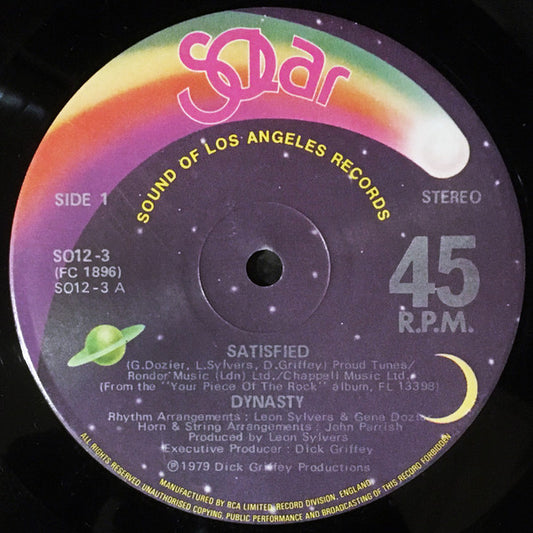 Solar
SOUND OF LOS ANGELES RECORDS
SIDE 1
STEREO
SO12-3
(FC 1896)
SO12-3 A
45
R.P.M.
SATISFIED
(G.Dozier, L.Sylvers, D.Griffey) Proud Tunes/
Rondor Music (Ldn) Ltd./Chappell Music Ltd.
(From the "Your Piece Of The Rock" album, FL 13398)
DYNASTY
Rhythm Arrangements : Leon Sylvers & Gene Dozier
Horn & String Arrangements : John Parrish
Produced by Leon Sylvers
Executive Producer : Dick Griffey
℗1979 Dick Griffey Productions
MANUFACTURED BY RCA LIMITED, RECORD DIVISION, ENGLAND.
ALL RIGHTS RESERVED. UNAUTHORISED COPYING, PUBLIC PERFORMANCE AND BROADCASTING OF THIS RECORD FORBIDDEN